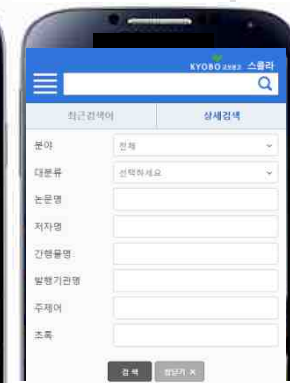 KYOBO 교보문고 스콜라
최근검색어 상세검색
분야 전체
대분류 선택하세요
논문명
저자명
간행물명
발행기관명
주제어
초록
검색 창닫기 ×